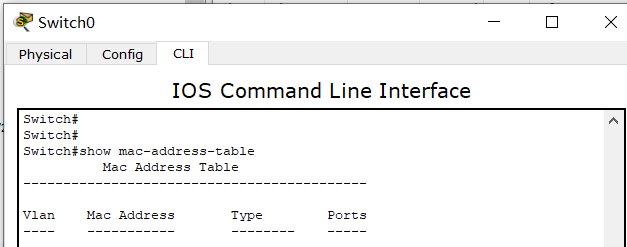 Switch0
Physical Config CLI
IOS Command Line Interface
Switch#
Switch#
Switch#show mac-address-table
Mac Address Table
-------------------------------------------
Vlan Mac Address Type Ports
---- ----------- -------- -----